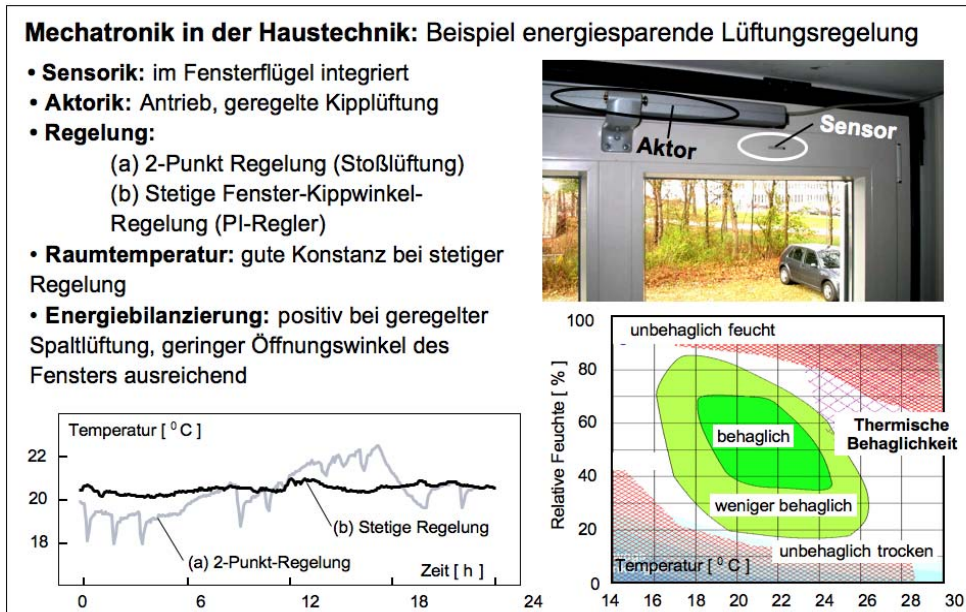 Mechatronik in der Haustechnik: Beispiel energiesparende Lüftungsregelung
• Sensorik: im Fensterflügel integriert
• Aktorik: Antrieb, geregelte Kipplüftung
• Regelung:
(a) 2-Punkt Regelung (Stoßlüftung)
(b) Stetige Fenster-Kippwinkel-
Regelung (PI-Regler)
• Raumtemperatur: gute Konstanz bei stetiger
Regelung
• Energiebilanzierung: positiv bei geregelter
Spaltlüftung, geringer Öffnungswinkel des
Fensters ausreichend
Aktor
Sensor
Temperatur [ ⁰ C ]
22
20
18
(b) Stetige Regelung
(a) 2-Punkt-Regelung
Zeit [ h ]
0 6 12 18 24
Relative Feuchte [ % ]
100
80
60
40
20
0
unbehaglich feucht
Thermische
Behaglichkeit
behaglich
weniger behaglich
unbehaglich trocken
Temperatur [ ⁰ C ]
14 16 18 20 22 24 26 28 30